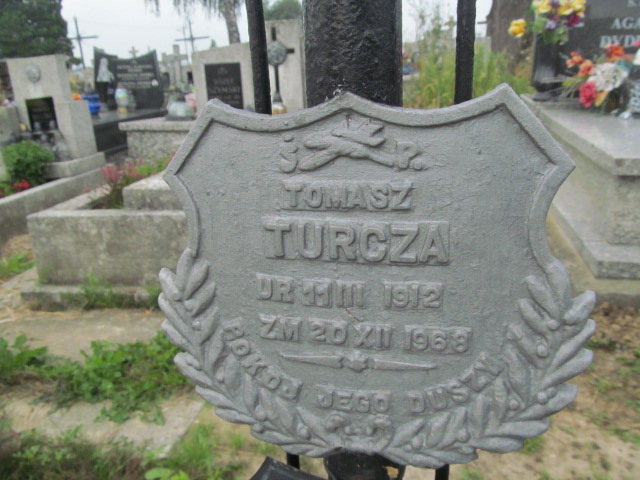 Ś P.
TOMASZ
TURCZA
UR 11 III 1912
ZM 20 XII 1968
POKÓJ JEGO DUSZY